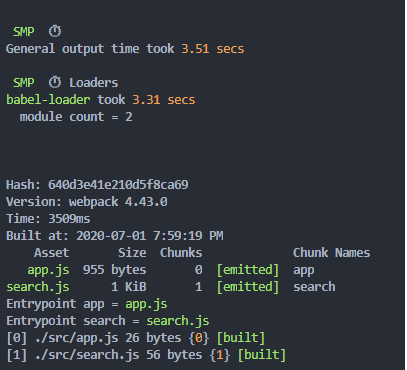 SMP ⏱
General output time took 3.51 secs
SMP ⏱ Loaders
babel-loader took 3.31 secs
module count = 2
Hash: 640d3e41e210d5f8ca69
Version: webpack 4.43.0
Time: 3509ms
Built at: 2020-07-01 7:59:19 PM
Asset Size Chunks Chunk Names
app.js 955 bytes 0 [emitted] app
search.js 1 KiB 1 [emitted] search
Entrypoint app = app.js
Entrypoint search = search.js
[0] ./src/app.js 26 bytes {0} [built]
[1] ./src/search.js 56 bytes {1} [built]